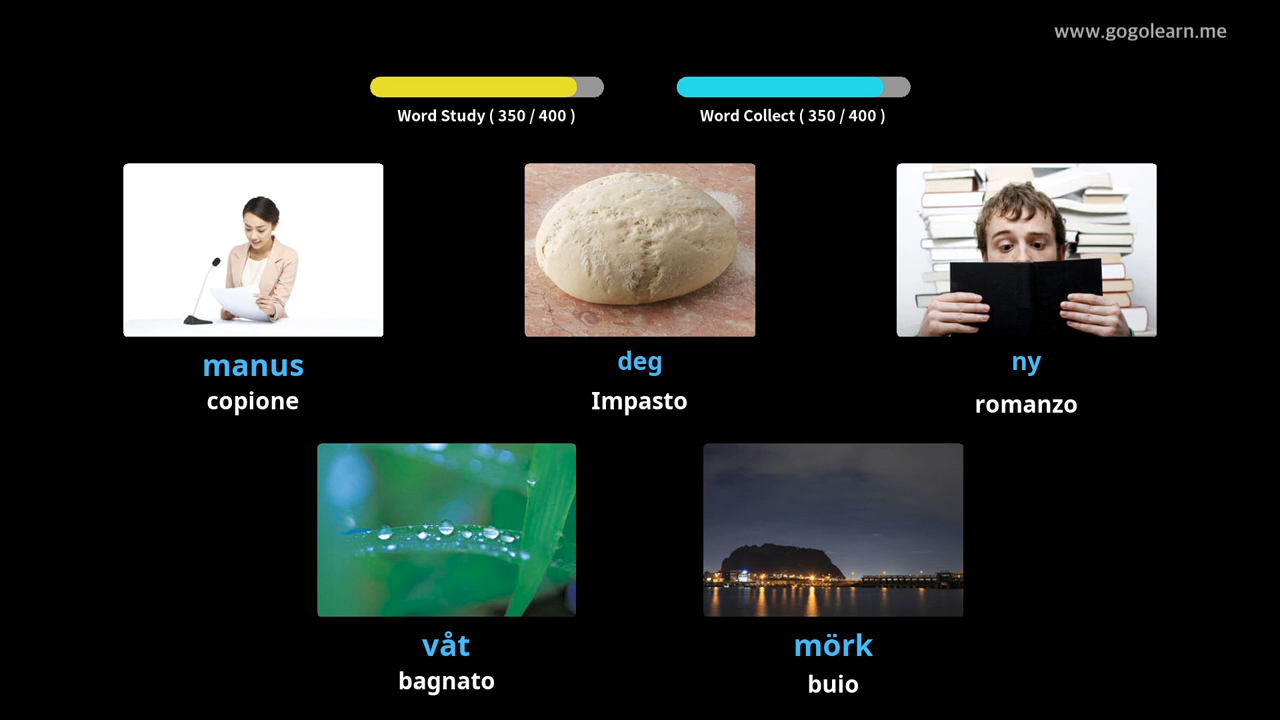 www.gogolearn.me
Word Study ( 350 / 400 )
Word Collect ( 350 / 400 )
manus
copione
deg
Impasto
ny
romanzo
våt
bagnato
mörk
buio